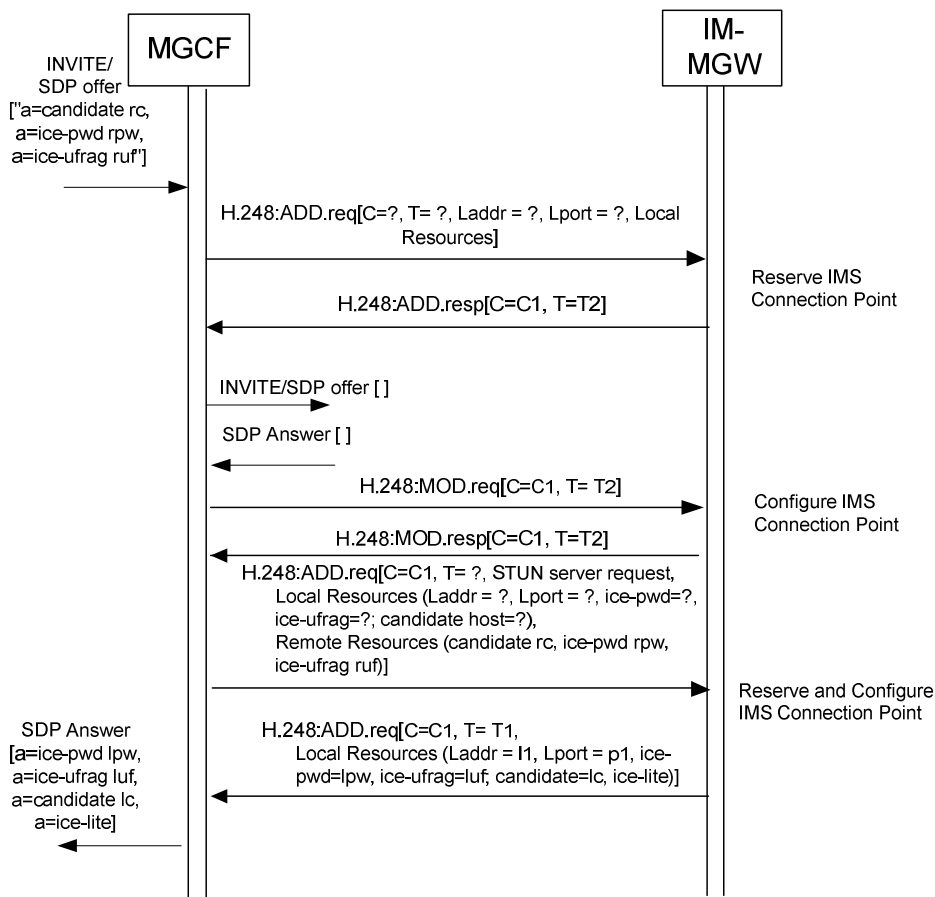 MGCF
IM-
MGW
INVITE/
SDP offer
["a=candidate rc,
a=ice-pwd rpw,
a=ice-ufrag ruf"]
H.248:ADD.req[C=?, T= ?, Laddr = ?, Lport = ?, Local
Resources]
Reserve IMS
Connection Point
H.248:ADD.resp[C=C1, T=T2]
INVITE/SDP offer [ ]
SDP Answer [ ]
H.248:MOD.req[C=C1, T= T2]
Configure IMS
Connection Point
H.248:MOD.resp[C=C1, T=T2]
H.248:ADD.req[C=C1, T= ?, STUN server request,
Local Resources (Laddr = ?, Lport = ?, ice-pwd=?,
ice-ufrag=?; candidate host=?),
Remote Resources (candidate rc, ice-pwd rpw,
ice-ufrag ruf)]
Reserve and Configure
IMS Connection Point
SDP Answer
[a=ice-pwd lpw,
a=ice-ufrag luf,
a=candidate lc,
a=ice-lite]
H.248:ADD.req[C=C1, T= T1,
Local Resources (Laddr = l1, Lport = p1, ice-
pwd=lpw, ice-ufrag=luf; candidate=lc, ice-lite)]